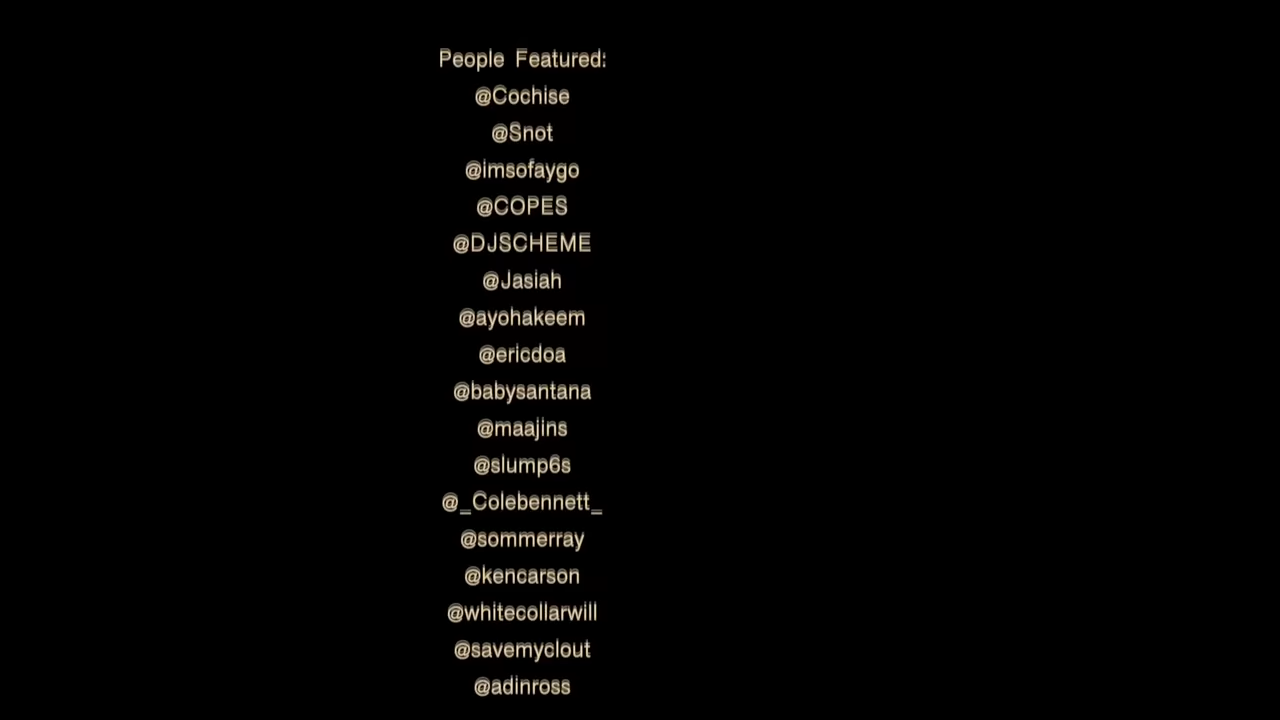 People Featured:
@Cochise
@Snot
@imsofaygo
@COPES
@DJSCHEME
@Jasiah
@ayohakeem
@ericdoa
@babysantana
@maajins
@slump6s
@_Colebennett_
@sommerray
@kencarson
@whitecollarwill
@savemyclout
@adinross